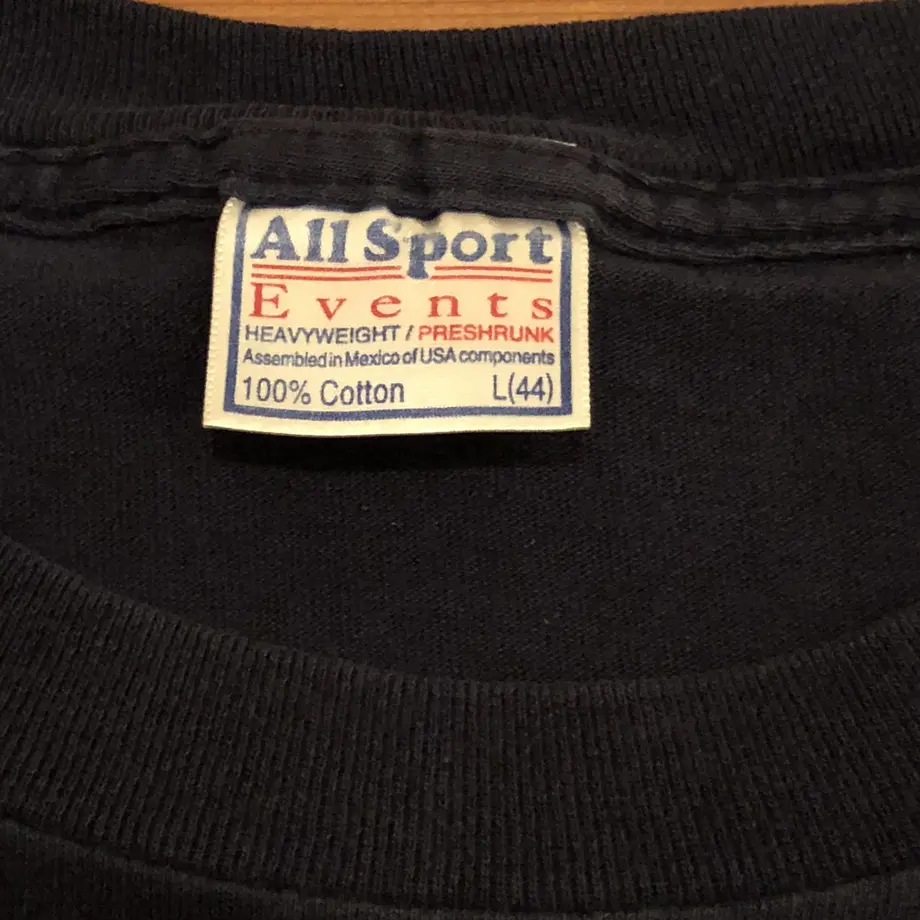 All Sport
Events
HEAVYWEIGHT / PRESHRUNK
Assembled in Mexico of USA components
100% Cotton L(44)